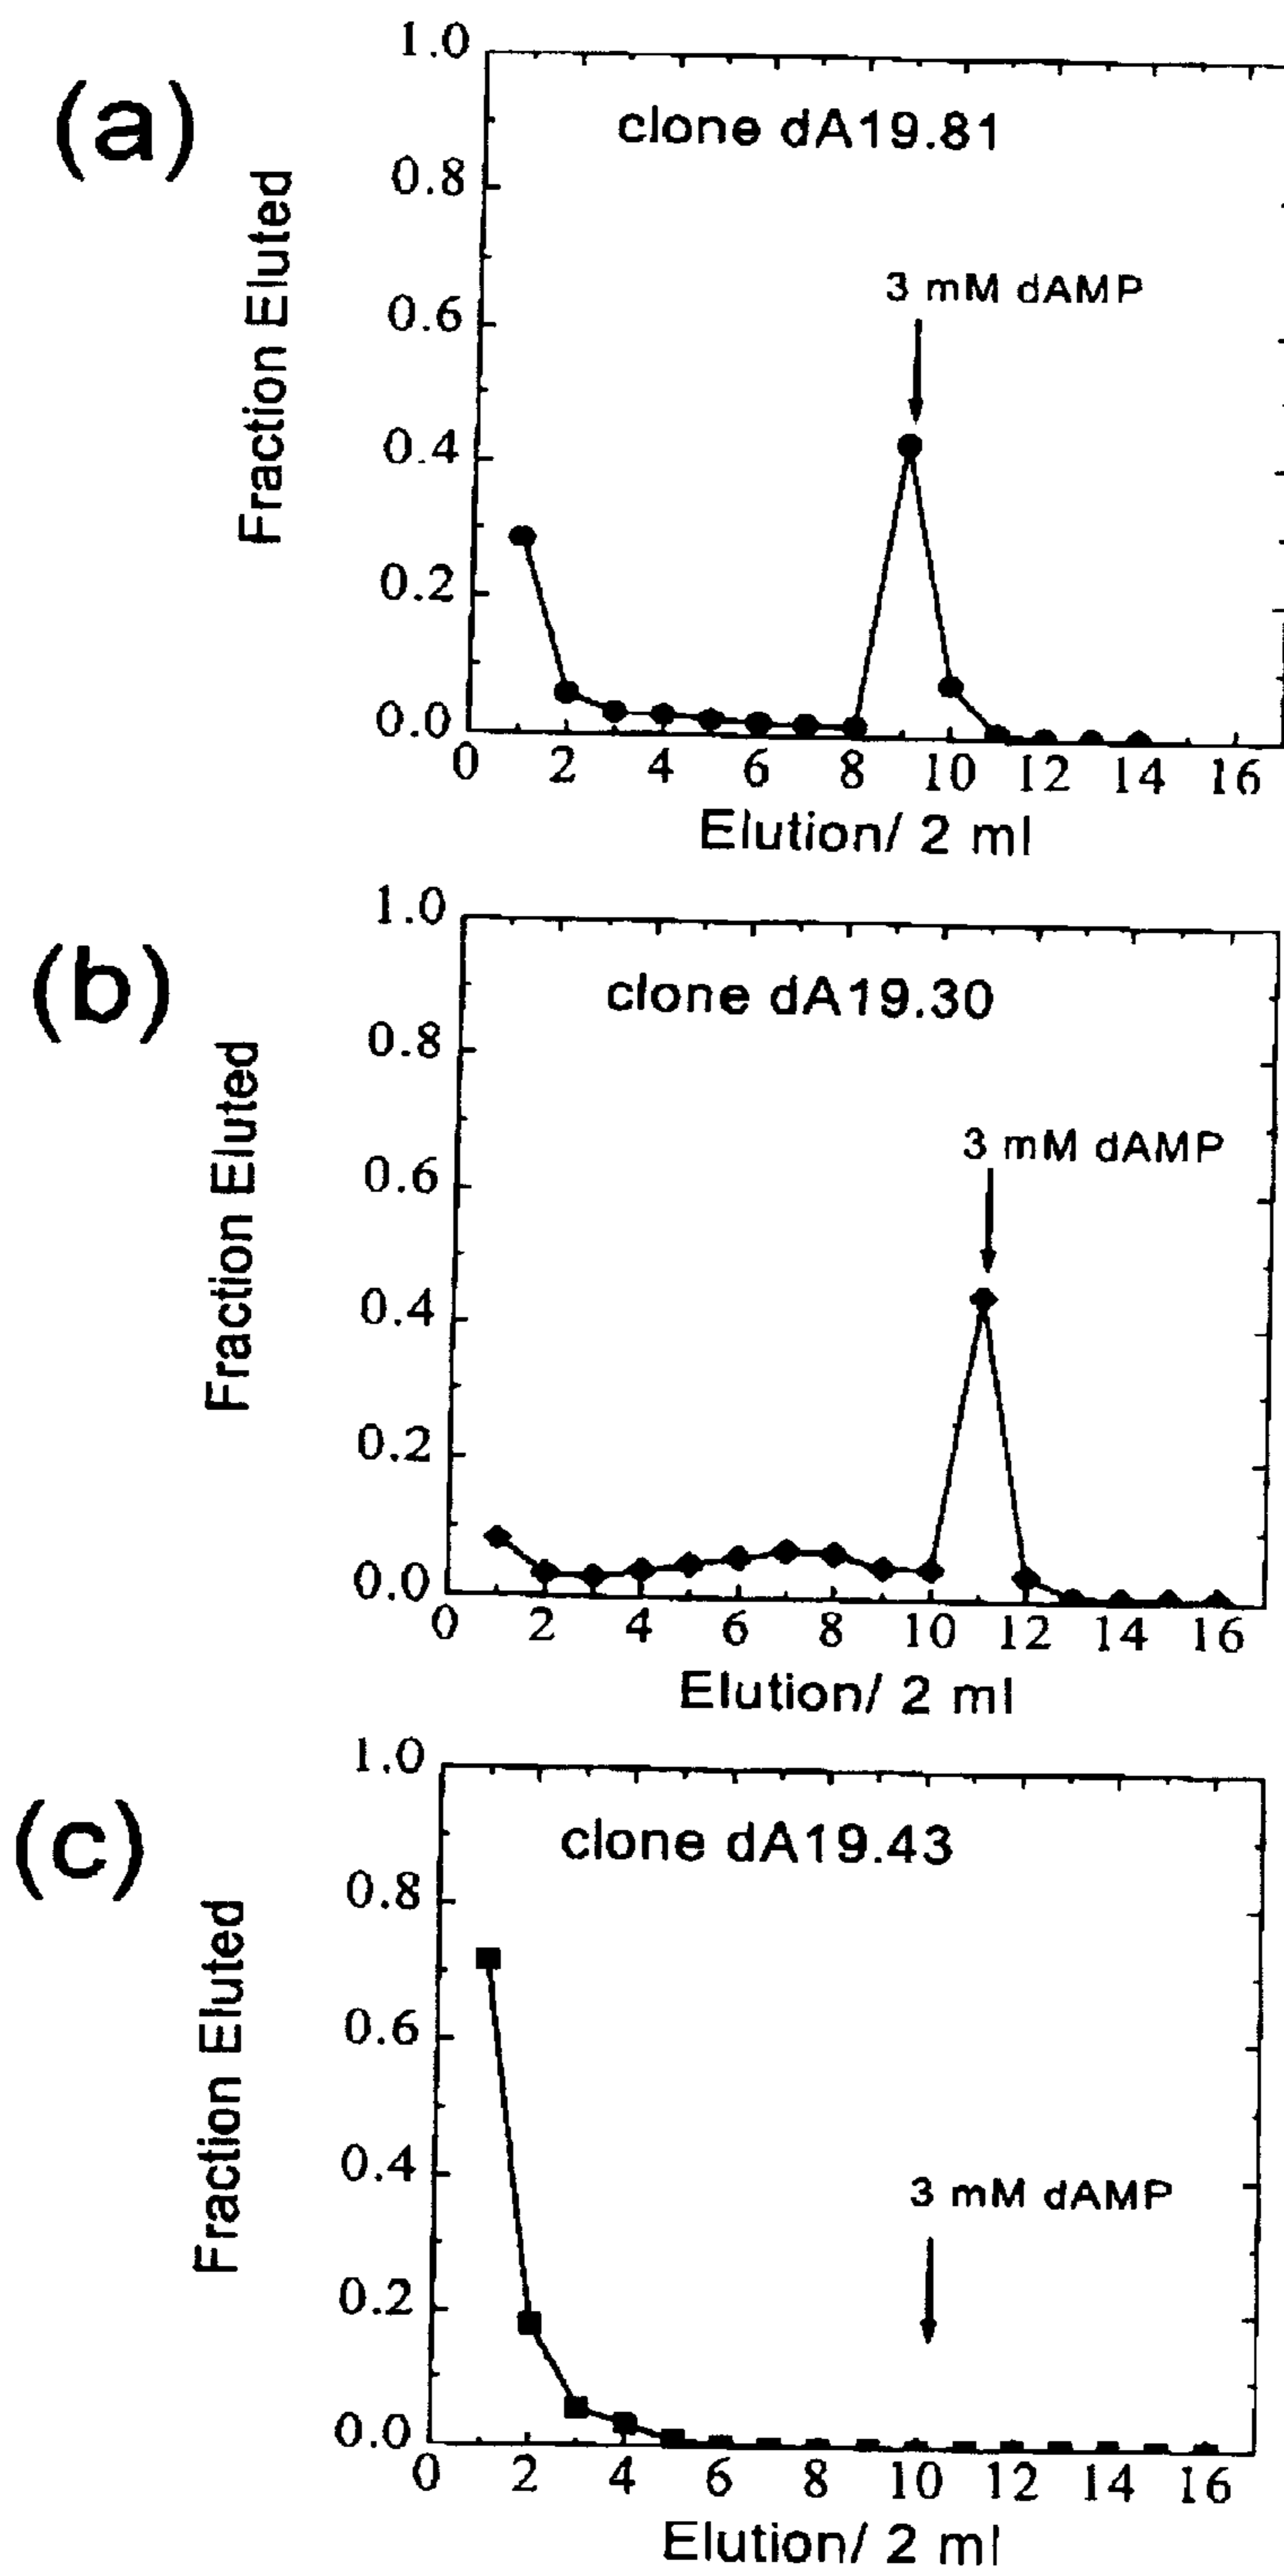 (a)
clone dA19.81
Fraction Eluted
1.0
0.8
0.6
0.4
0.2
0.0
3 mM dAMP
0 2 4 6 8 10 12 14 16
Elution/ 2 ml
(b)
clone dA19.30
Fraction Eluted
1.0
0.8
0.6
0.4
0.2
0.0
3 mM dAMP
0 2 4 6 8 10 12 14 16
Elution/ 2 ml
(c)
clone dA19.43
Fraction Eluted
1.0
0.8
0.6
0.4
0.2
0.0
3 mM dAMP
0 2 4 6 8 10 12 14 16
Elution/ 2 ml